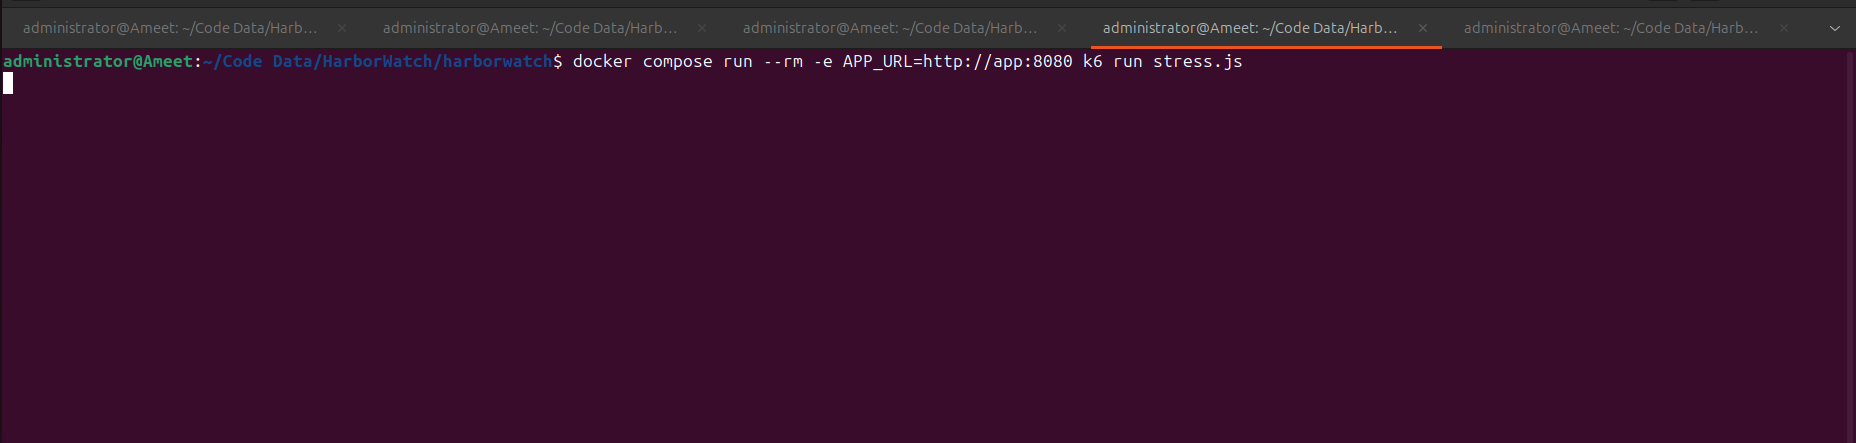 administrator@Ameet: ~/Code Data/Harb...
administrator@Ameet: ~/Code Data/Harb...
administrator@Ameet: ~/Code Data/Harb...
administrator@Ameet: ~/Code Data/Harb...
administrator@Ameet: ~/Code Data/Harb...
administrator@Ameet:~/Code Data/HarborWatch/harborwatch$ docker compose run --rm -e APP_URL=http://app:8080 k6 run stress.js